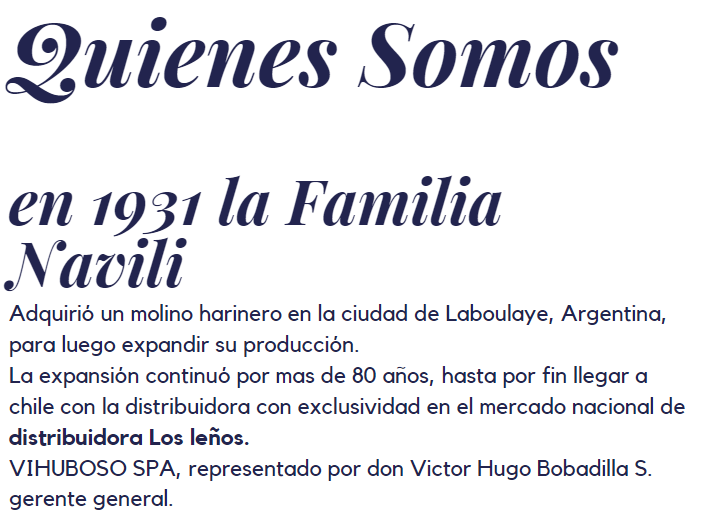 Quienes Somos
en 1931 la Familia
Navili
Adquirió un molino harinero en la ciudad de Laboulaye, Argentina,
para luego expandir su producción.
La expansión continuó por mas de 80 años, hasta por fin llegar a
chile con la distribuidora con exclusividad en el mercado nacional de
distribuidora Los leños.
VIHUBOSO SPA, representado por don Victor Hugo Bobadilla S.
gerente general.